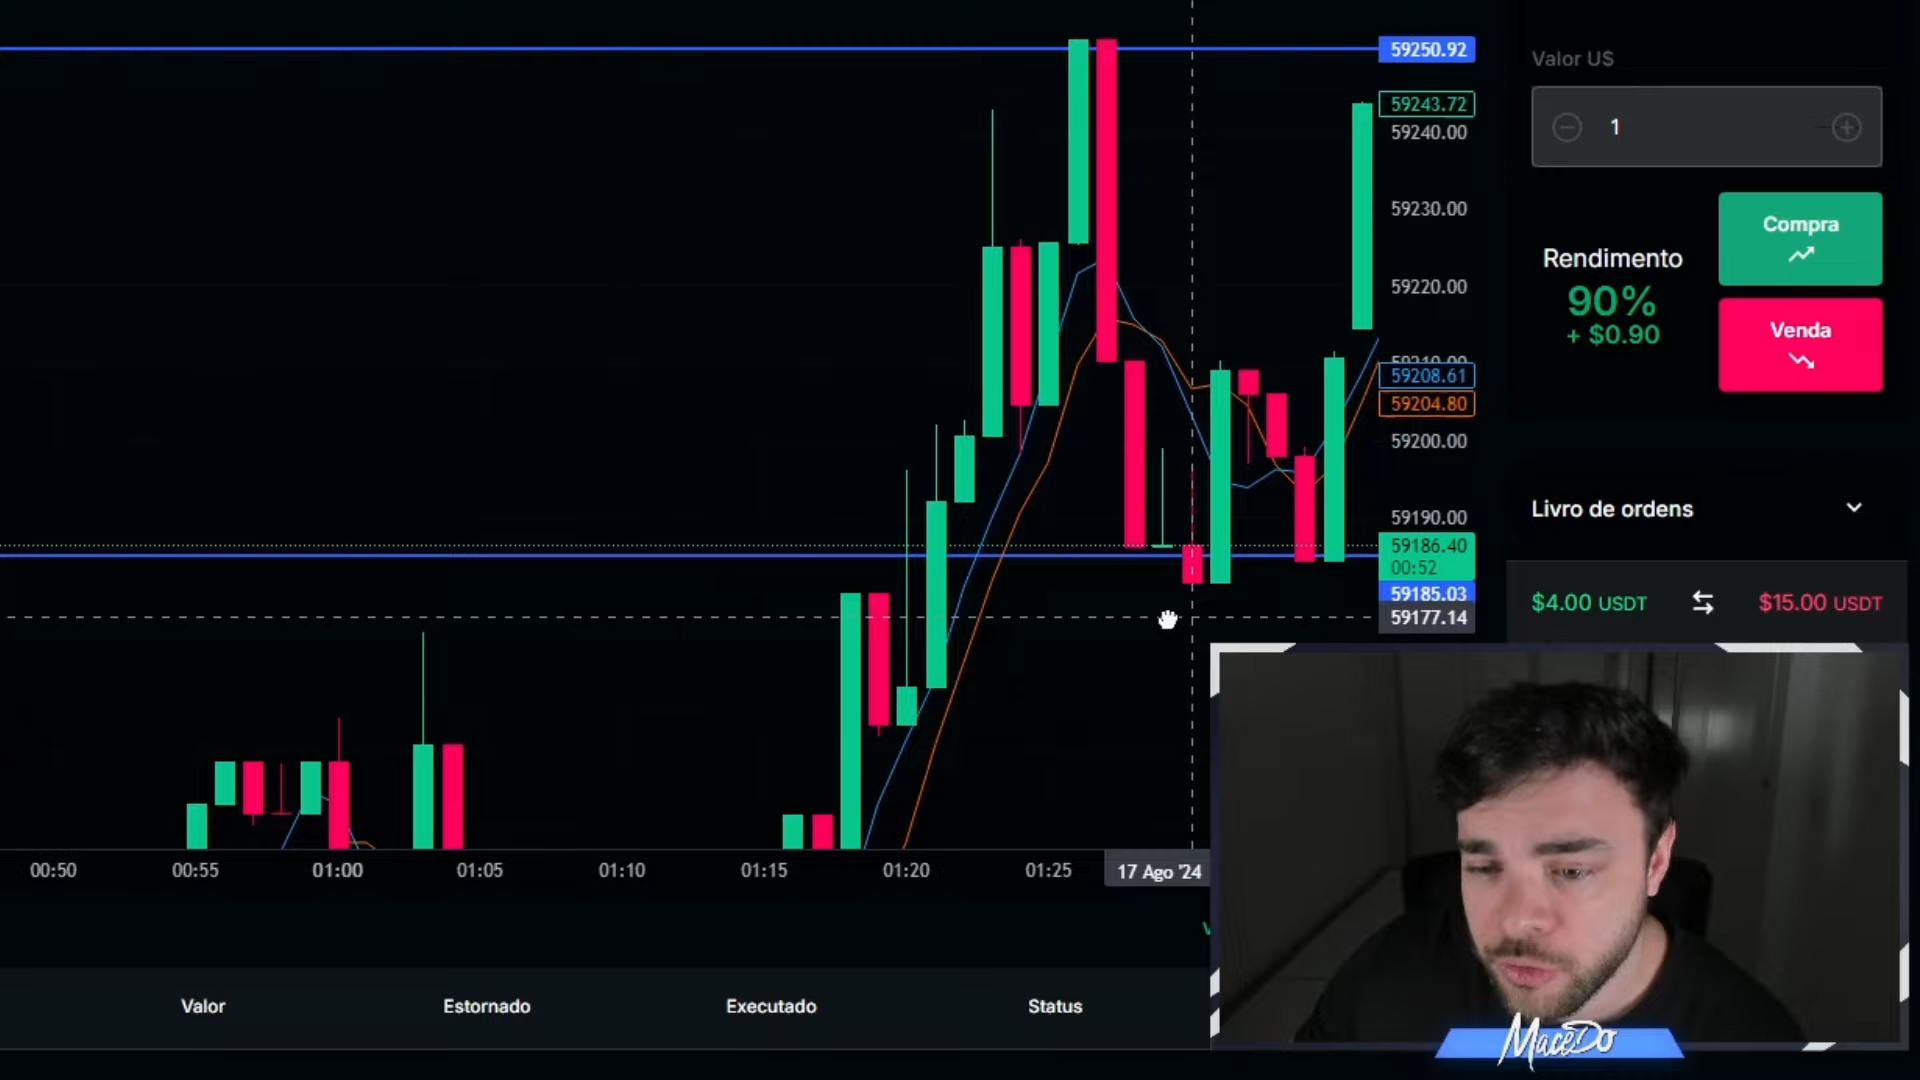 59250.92
59243.72
59240.00
59230.00
59220.00
59208.61
59204.80
59200.00
59190.00
59186.40
00:52
59185.03
59177.14
Valor U$
1
Rendimento
90%
+ $0.90
Compra
Venda
Livro de ordens
$4.00 USDT
$15.00 USDT
00:50
00:55
01:00
01:05
01:10
01:15
01:20
01:25
17 Ago '24
Valor
Estornado
Executado
Status
MaceDo